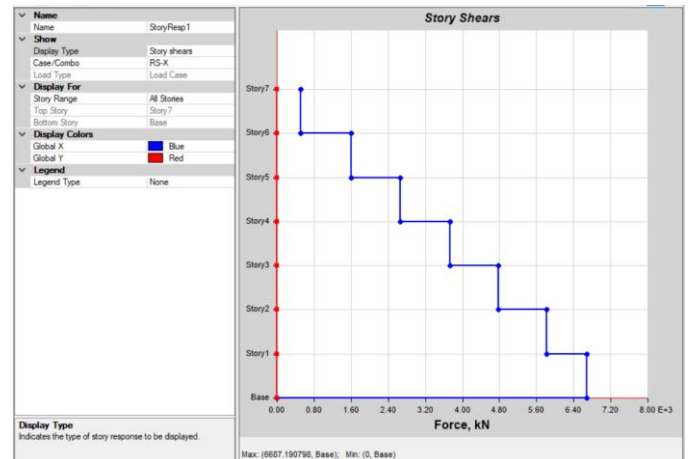 Name
Name StoryResp1
Show
Display Type Story shears
Case/Combo RS-X
Load Type Load Case
Display For
Story Range All Stories
Top Story Story7
Bottom Story Base
Display Colors
Global X Blue
Global Y Red
Legend
Legend Type None
Display Type
Indicates the type of story response to be displayed.
Story Shears
Story7
Story6
Story5
Story4
Story3
Story2
Story1
Base
0.00 0.80 1.60 2.40 3.20 4.00 4.80 5.60 6.40 7.20 8.00 E+3
Force, kN
Max: (6687.190798, Base); Min: (0, Base)